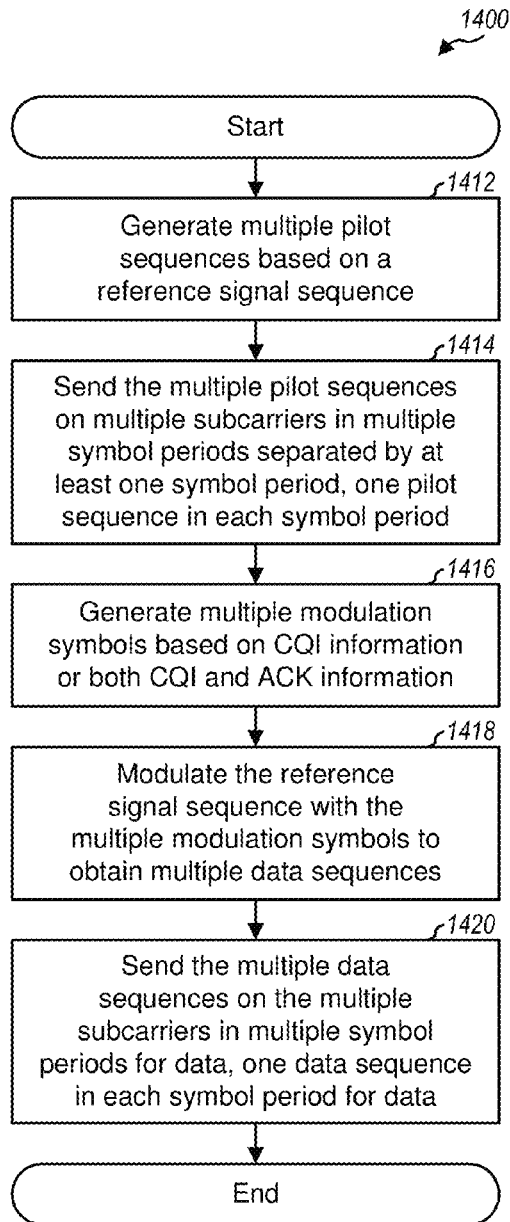 1400
Start
1412
Generate multiple pilot
sequences based on a
reference signal sequence
1414
Send the multiple pilot sequences
on multiple subcarriers in multiple
symbol periods separated by at
least one symbol period, one pilot
sequence in each symbol period
1416
Generate multiple modulation
symbols based on CQI information
or both CQI and ACK information
1418
Modulate the reference
signal sequence with the
multiple modulation symbols to
obtain multiple data sequences
1420
Send the multiple data
sequences on the multiple
subcarriers in multiple symbol
periods for data, one data sequence
in each symbol period for data
End